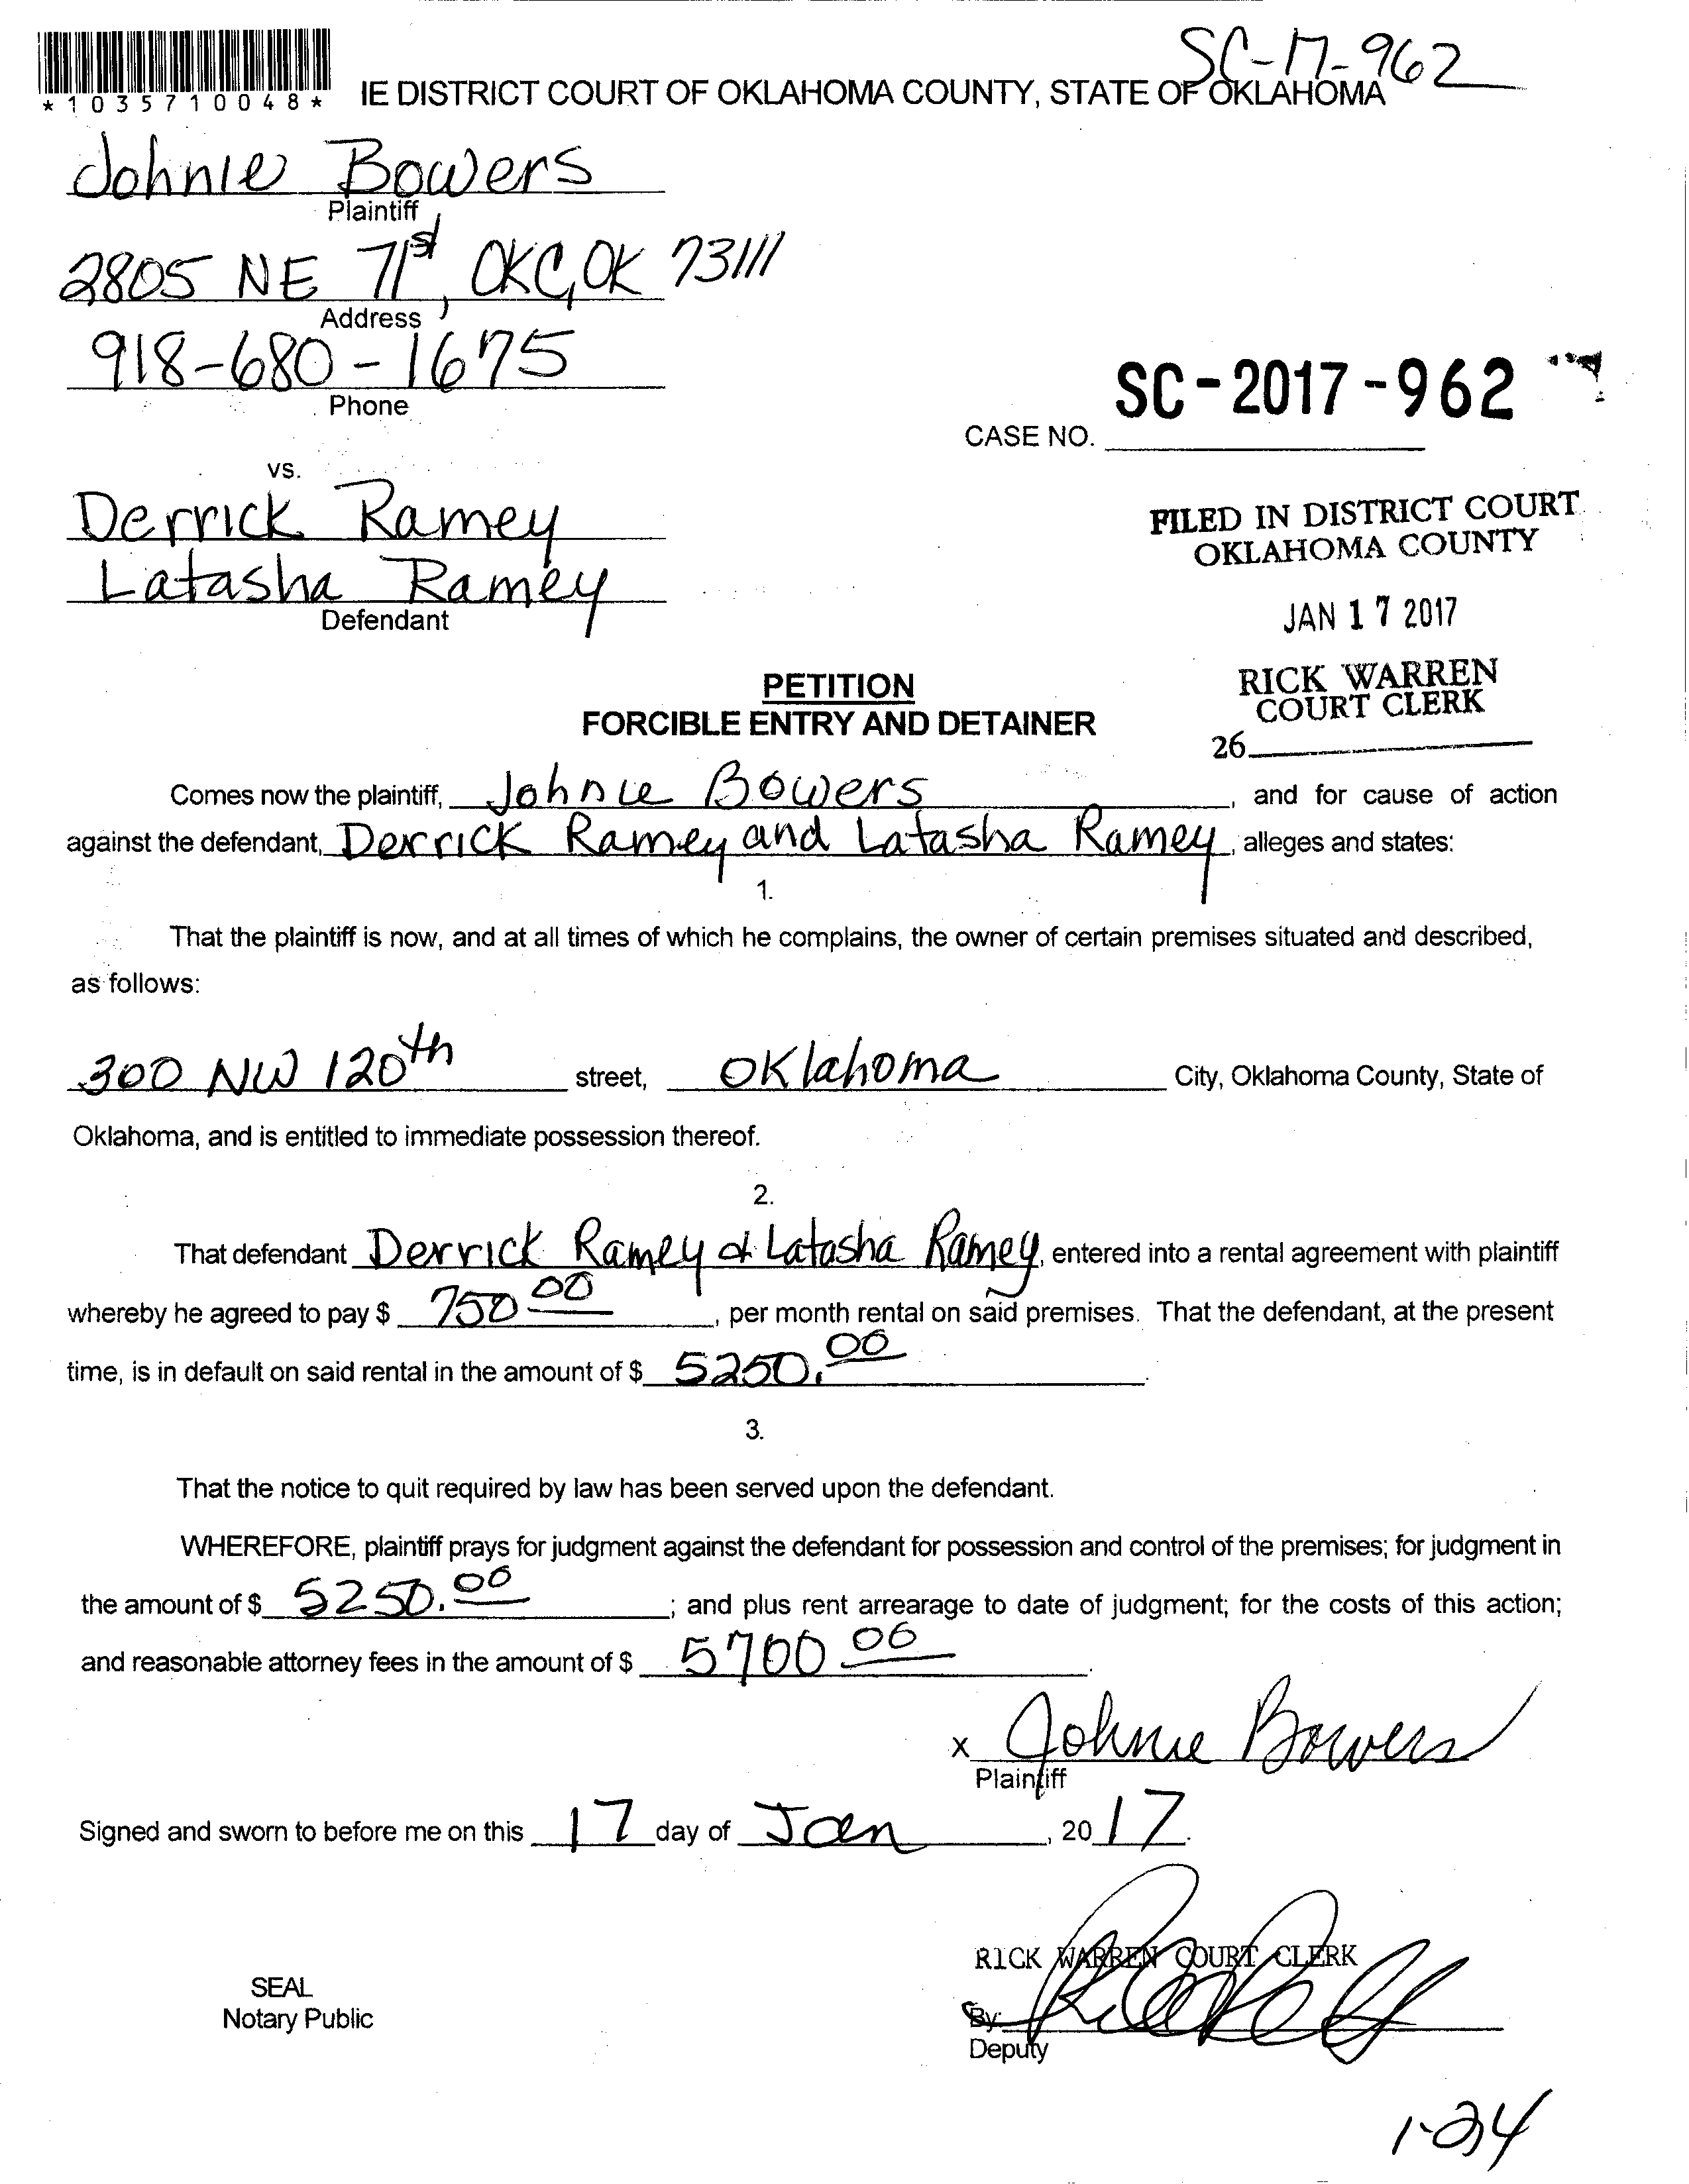 SC-17-962
*1035710048*
IE DISTRICT COURT OF OKLAHOMA COUNTY, STATE OF OKLAHOMA
Johnie Bowers
Plaintiff
2805 NE 71st, OKC, OK 73111
Address
918-680-1675
Phone
SC-2017-962
CASE NO.
vs.
Derrick Ramey
Latasha Ramey
Defendant
FILED IN DISTRICT COURT
OKLAHOMA COUNTY
JAN 17 2017
RICK WARREN
COURT CLERK
26
PETITION
FORCIBLE ENTRY AND DETAINER
Comes now the plaintiff, Johnie Bowers, and for cause of action
against the defendant, Derrick Ramey and Latasha Ramey, alleges and states:
1.
That the plaintiff is now, and at all times of which he complains, the owner of certain premises situated and described,
as follows:
300 NW 120th street, Oklahoma City, Oklahoma County, State of
Oklahoma, and is entitled to immediate possession thereof.
2.
That defendant Derrick Ramey & Latasha Ramey, entered into a rental agreement with plaintiff
whereby he agreed to pay $ 750 00, per month rental on said premises. That the defendant, at the present
time, is in default on said rental in the amount of $ 5250.00.
3.
That the notice to quit required by law has been served upon the defendant.
WHEREFORE, plaintiff prays for judgment against the defendant for possession and control of the premises; for judgment in
the amount of $ 5250.00; and plus rent arrearage to date of judgment; for the costs of this action;
and reasonable attorney fees in the amount of $ 5700 00.
x Johnie Bowers
Plaintiff
Signed and sworn to before me on this 17 day of Jan, 2017.
RICK WARREN COURT CLERK
SEAL
Notary Public
By:
Deputy
1-24